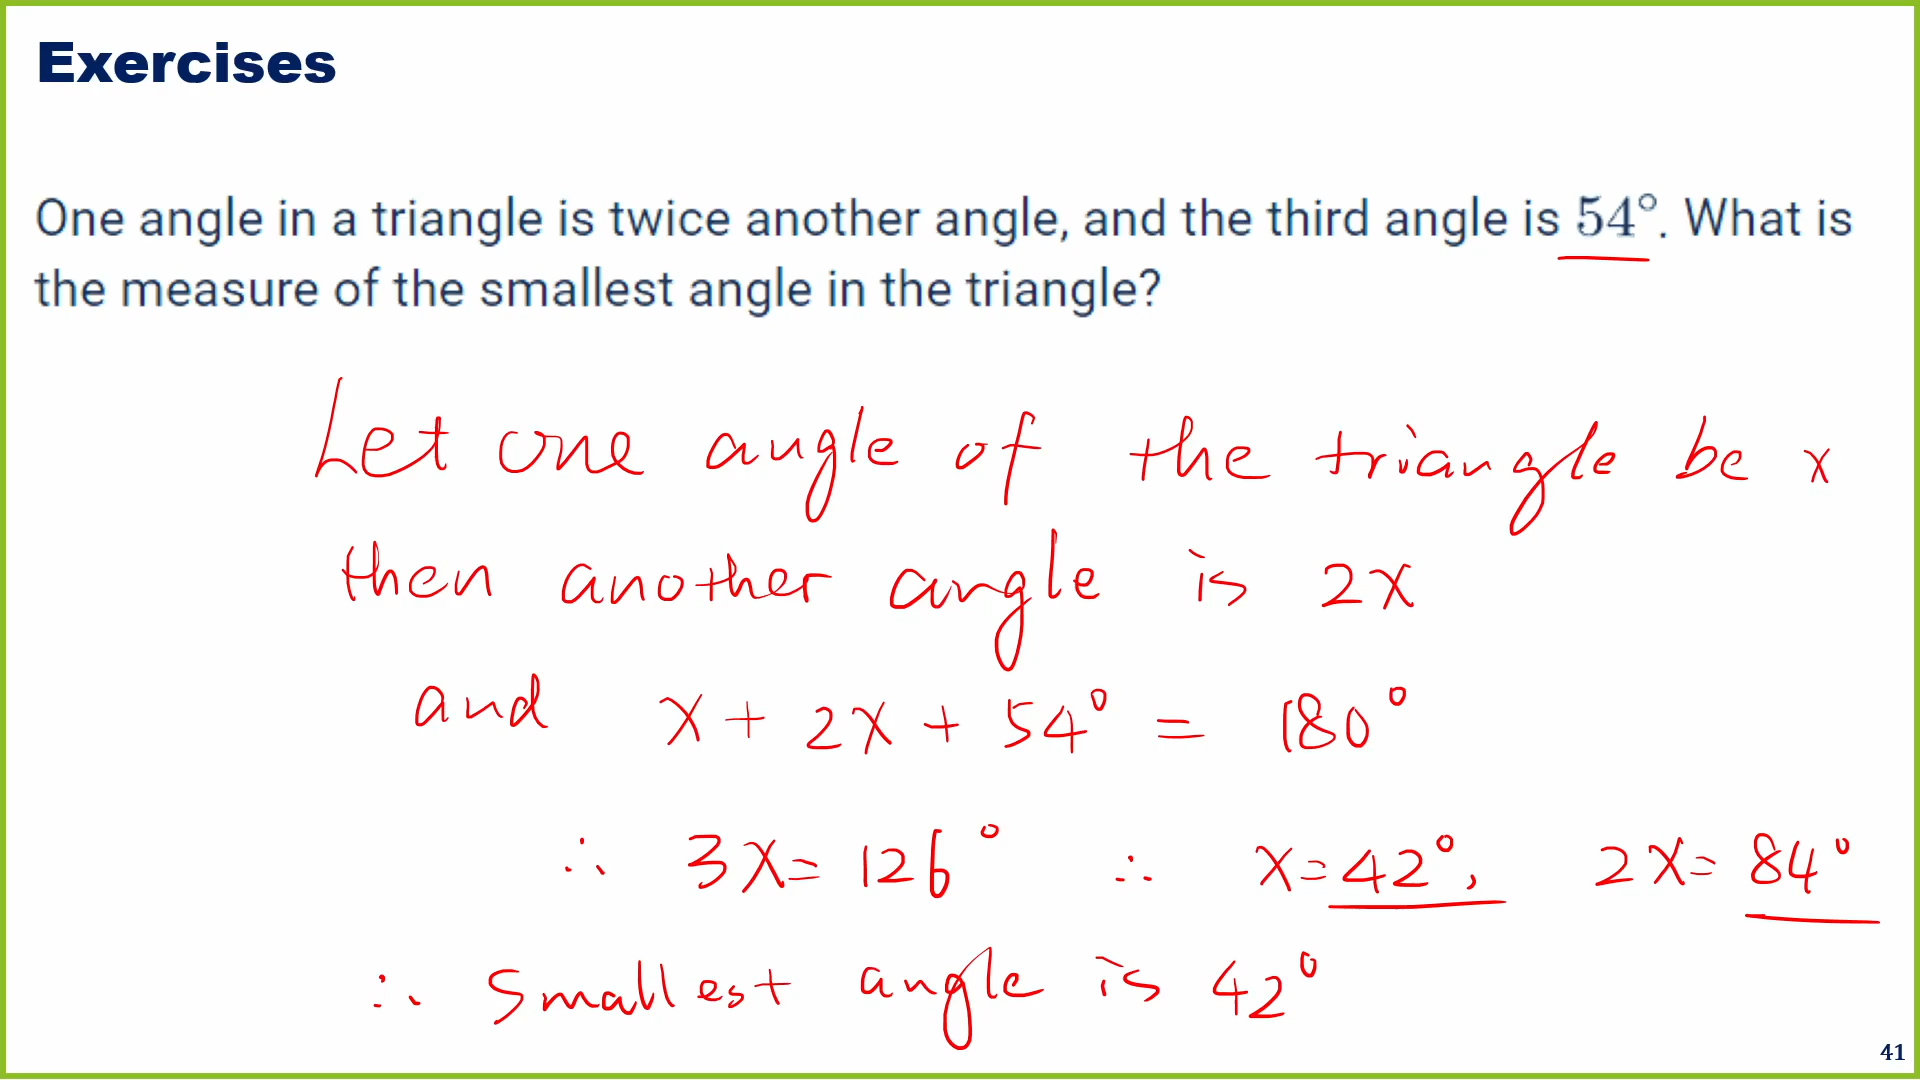 Exercises
One angle in a triangle is twice another angle, and the third angle is 54°. What is
the measure of the smallest angle in the triangle?
Let one angle of the triangle be x
then another angle is 2x
and x + 2x + 54° = 180°
∴ 3x = 126° ∴ x = 42°, 2x = 84°
∴ smallest angle is 42°
41